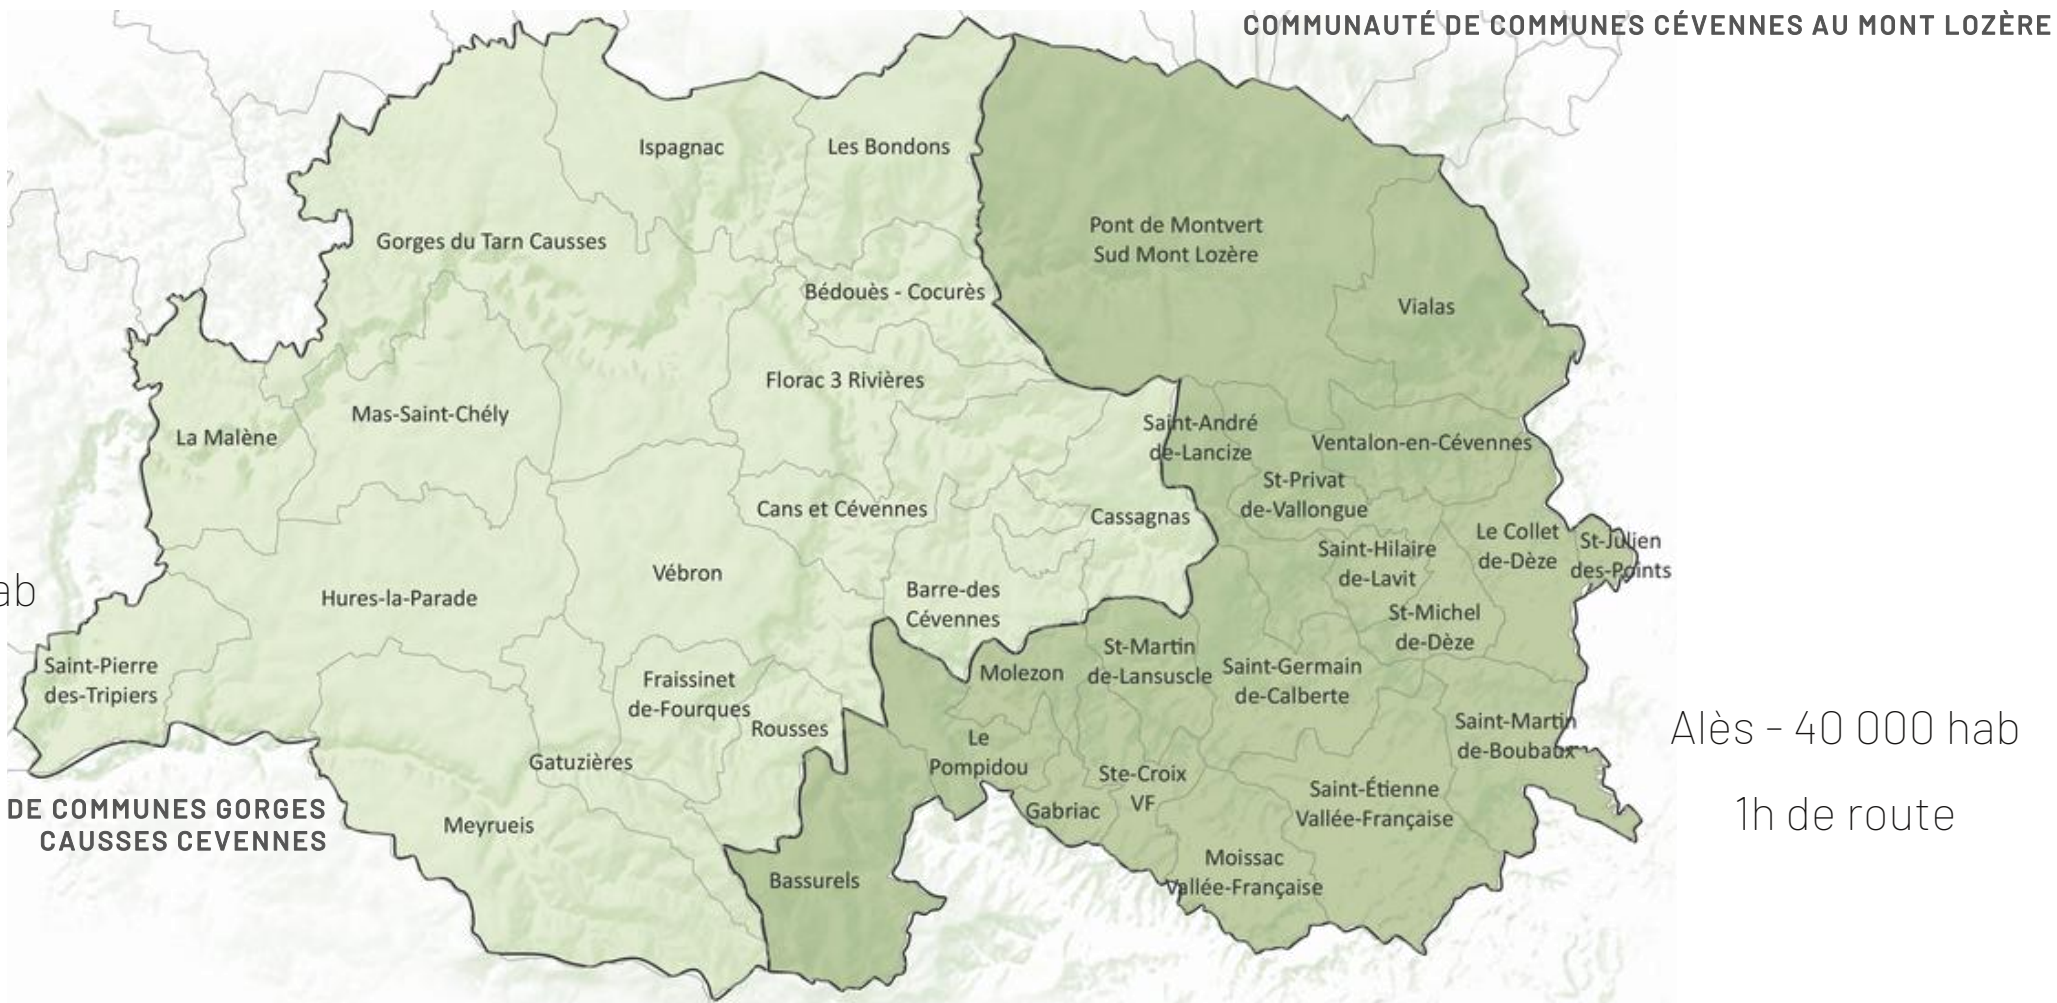 COMMUNAUTÉ DE COMMUNES CÉVENNES AU MONT LOZÈRE
Ispagnac
Les Bondons
Pont de Montvert
Sud Mont Lozère
Gorges du Tarn Causses
Bédouès - Cocurès
Vialas
Florac 3 Rivières
Mas-Saint-Chély
La Malène
Saint-André
de-Lancize
Ventalon-en-Cévennes
St-Privat
de-Vallongue
Cans et Cévennes
Cassagnas
Le Collet
de-Dèze
St-Julien
des-Points
Saint-Hilaire
de-Lavit
Vébron
ab
Hures-la-Parade
Barre-des
Cévennes
St-Michel
de-Dèze
Saint-Pierre
des-Tripiers
Fraissinet
de-Fourques
Molezon
St-Martin
de-Lansuscle
Saint-Germain
de-Calberte
Rousses
Saint-Martin
de-Boubaux
Alès - 40 000 hab
Le
Pompidou
Gatuzières
Ste-Croix
VF
Saint-Étienne
Vallée-Française
Gabriac
1h de route
DE COMMUNES GORGES
CAUSSES CEVENNES
Meyrueis
Moissac
Vallée-Française
Bassurels